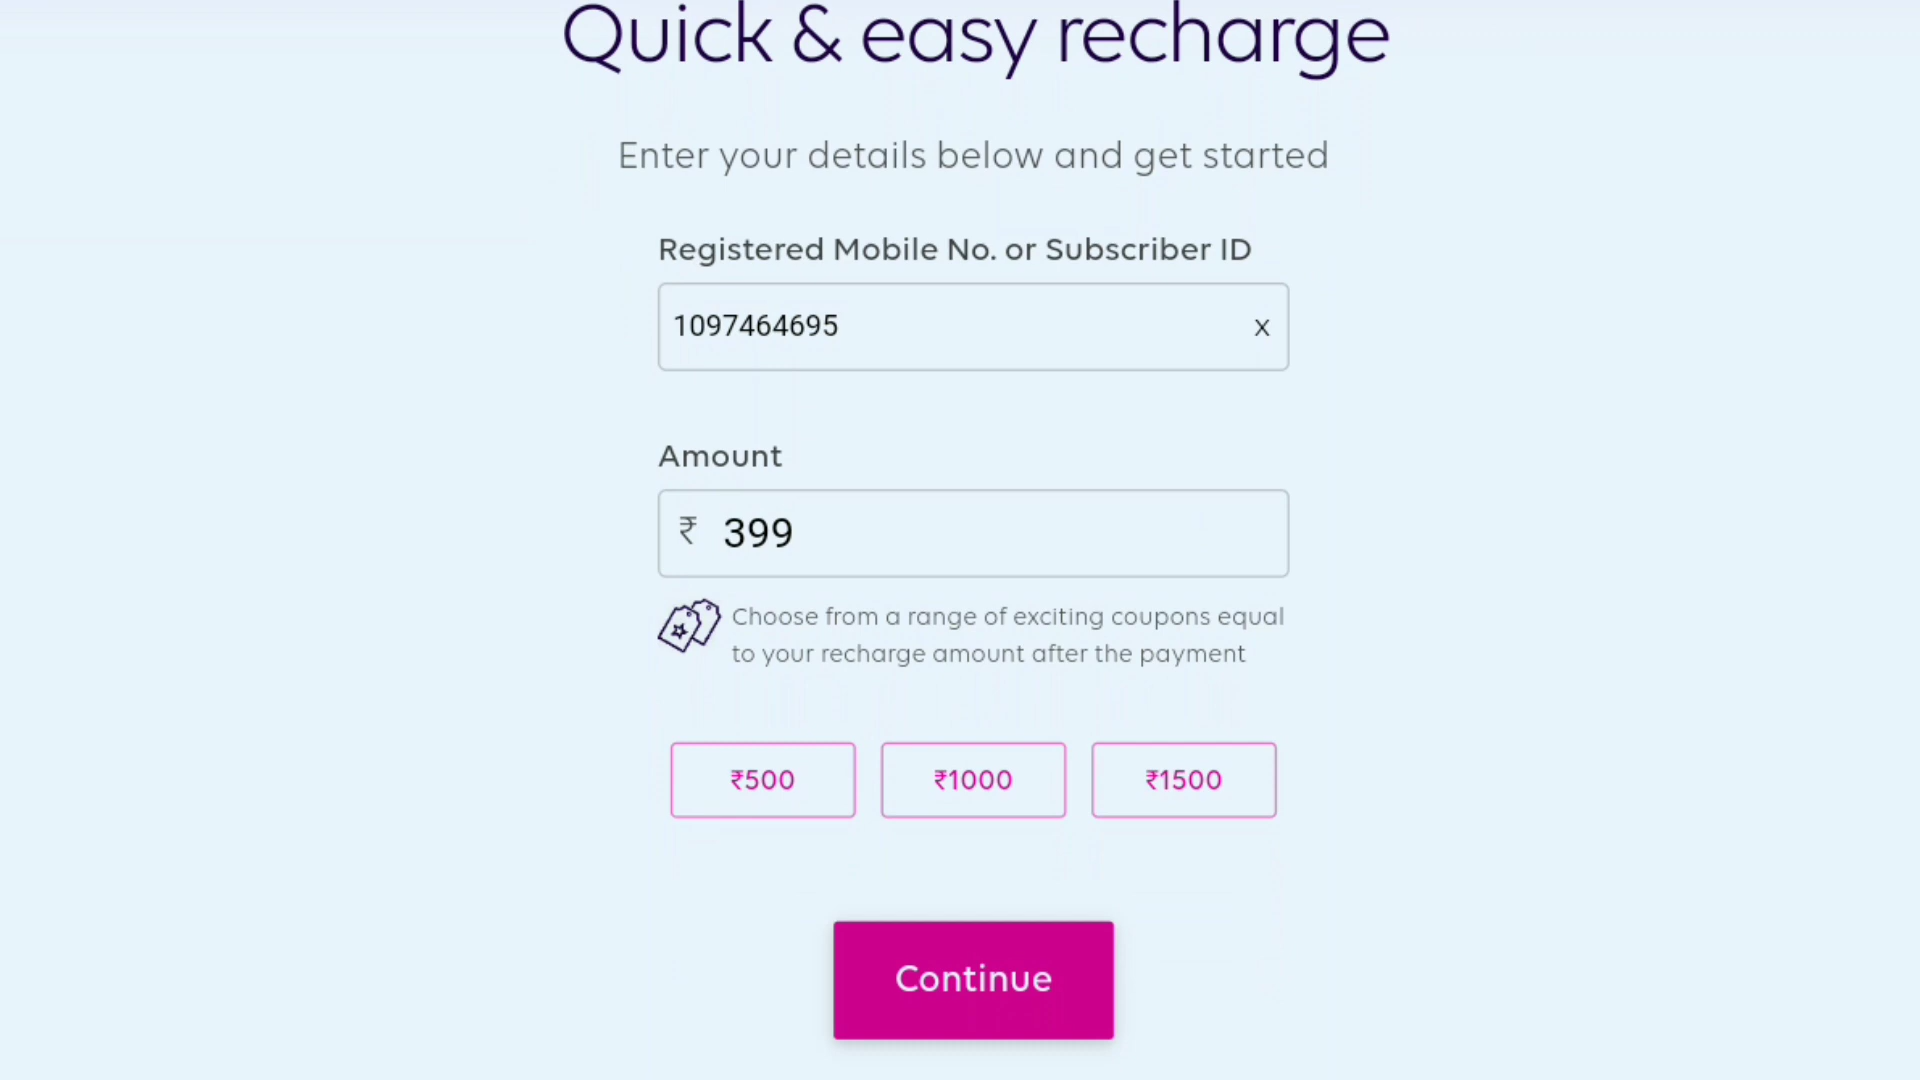 Quick & easy recharge
Enter your details below and get started
Registered Mobile No. or Subscriber ID
1097464695 x
Amount
₹ 399
Choose from a range of exciting coupons equal
to your recharge amount after the payment
₹500 ₹1000 ₹1500
Continue